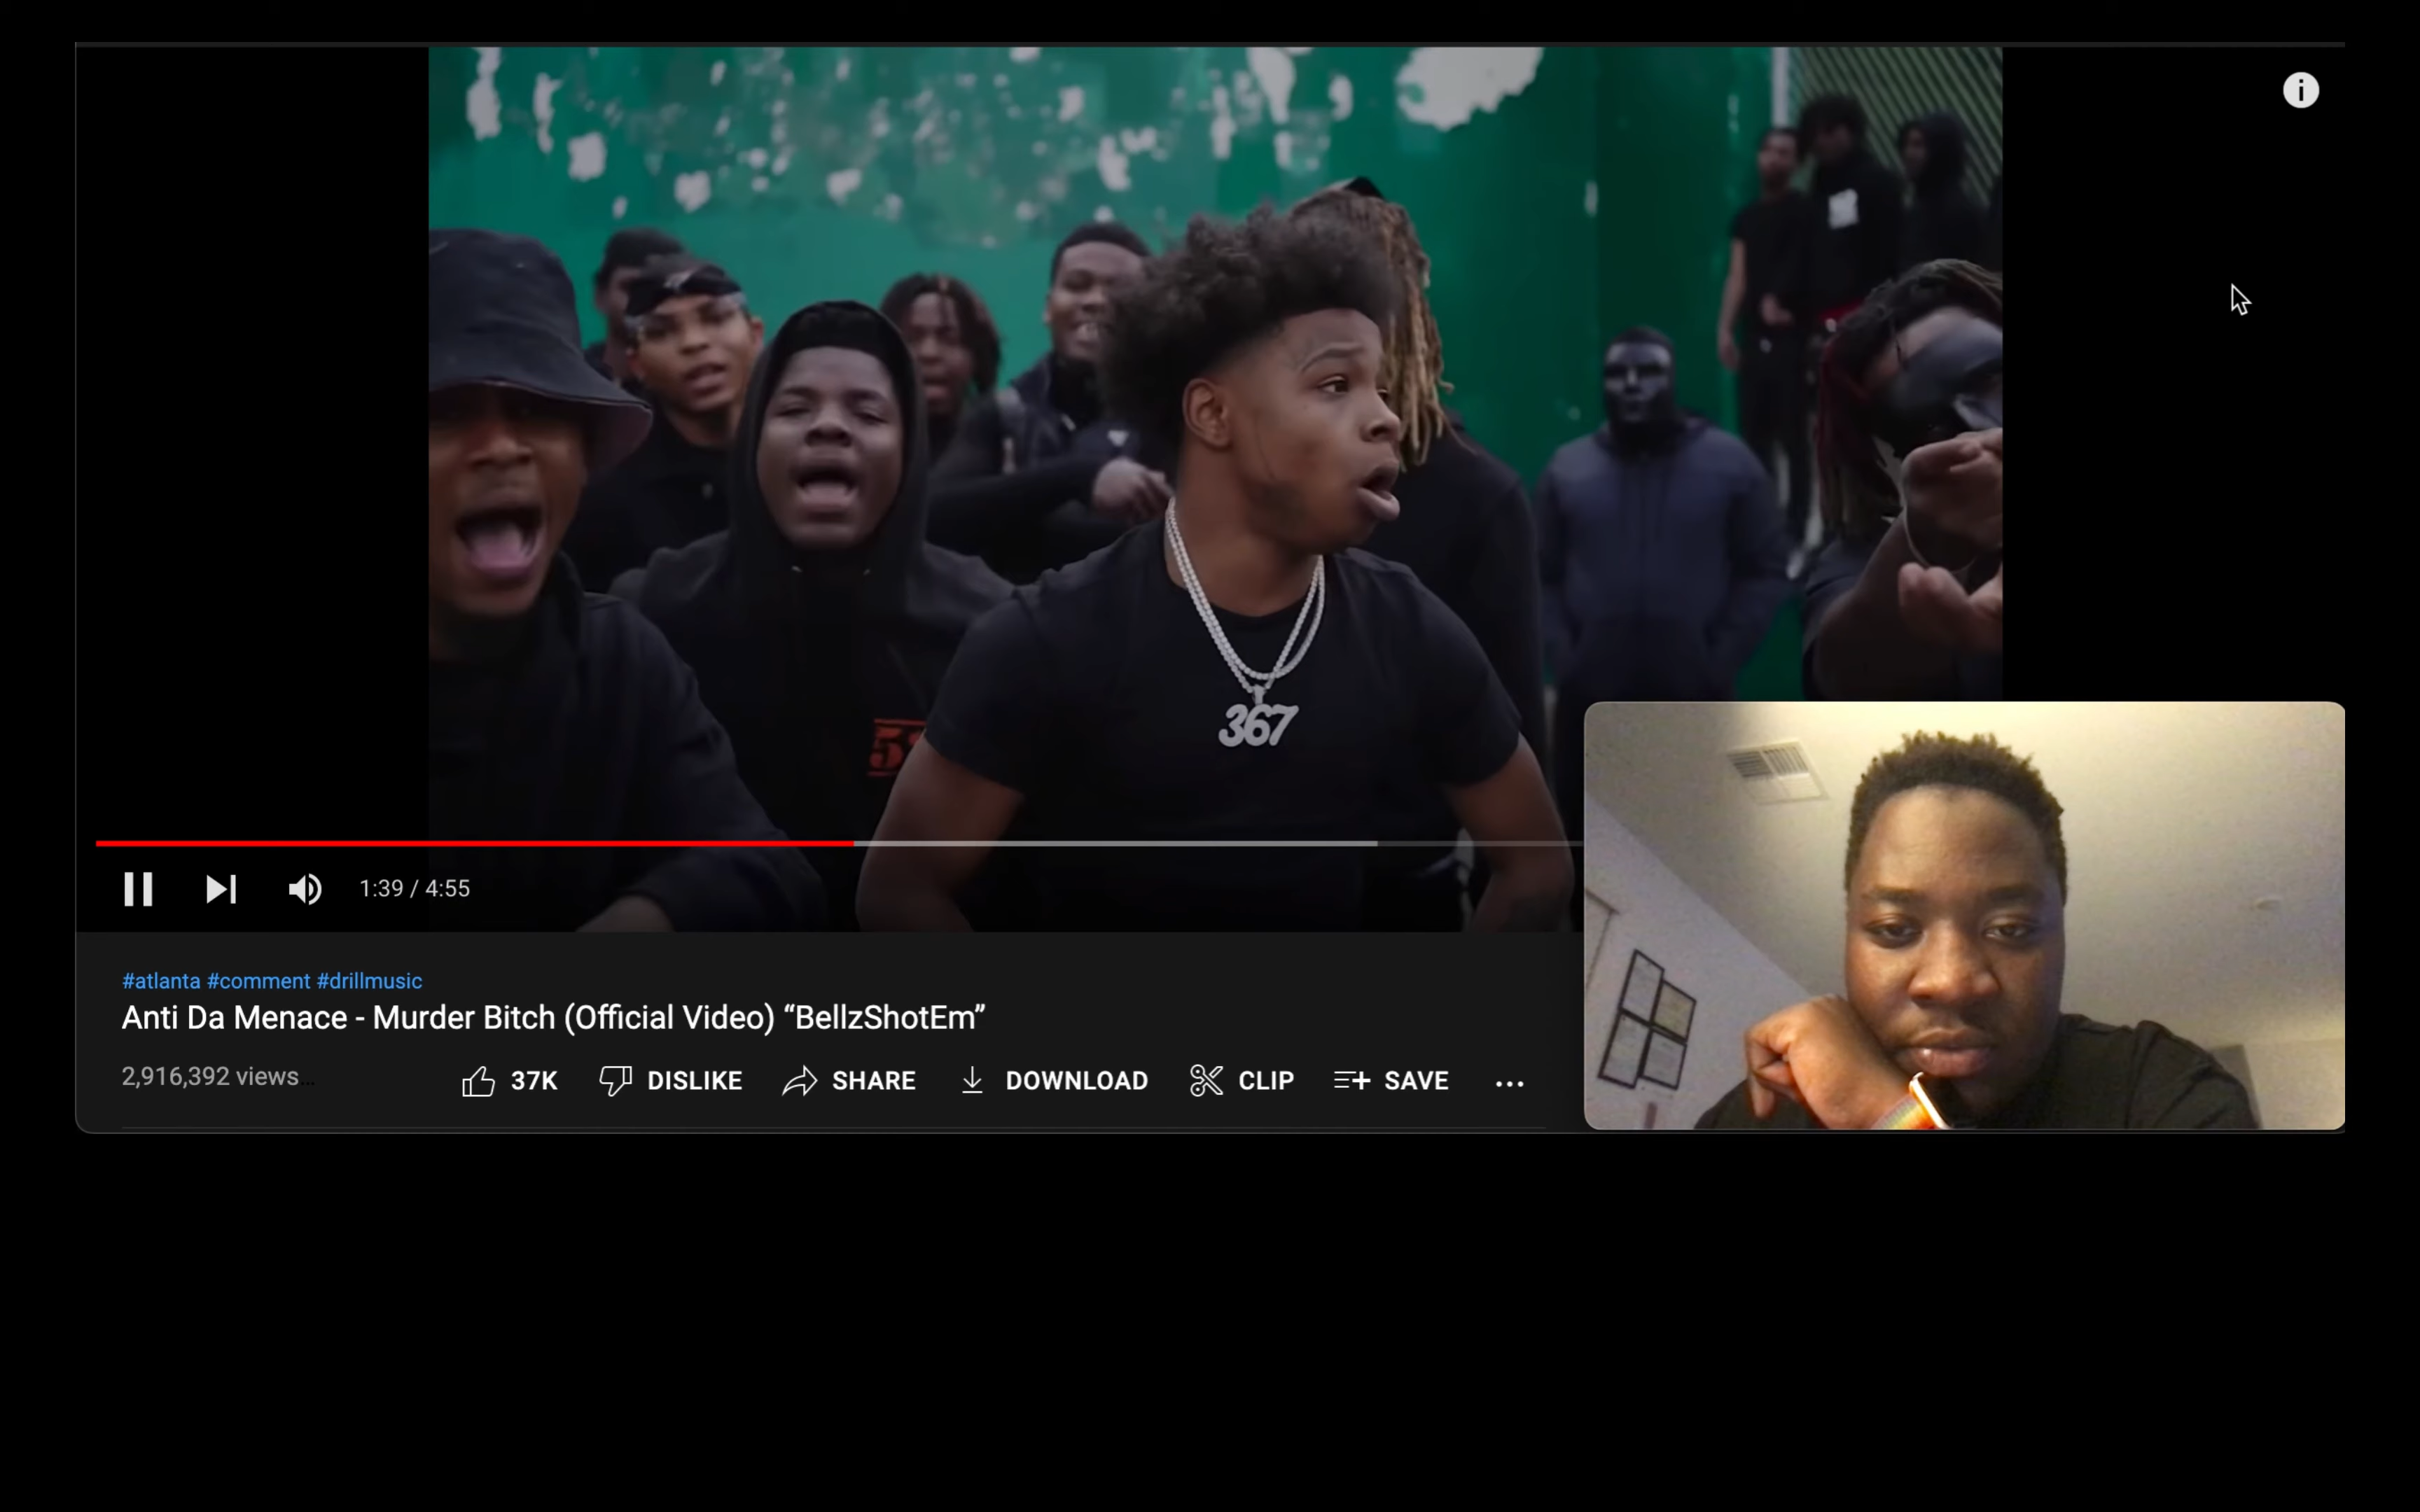 367
5
1:39 / 4:55
#atlanta #comment #drillmusic
Anti Da Menace - Murder Bitch (Official Video) “BellzShotEm”
2,916,392 views...
37K DISLIKE SHARE DOWNLOAD CLIP SAVE ...